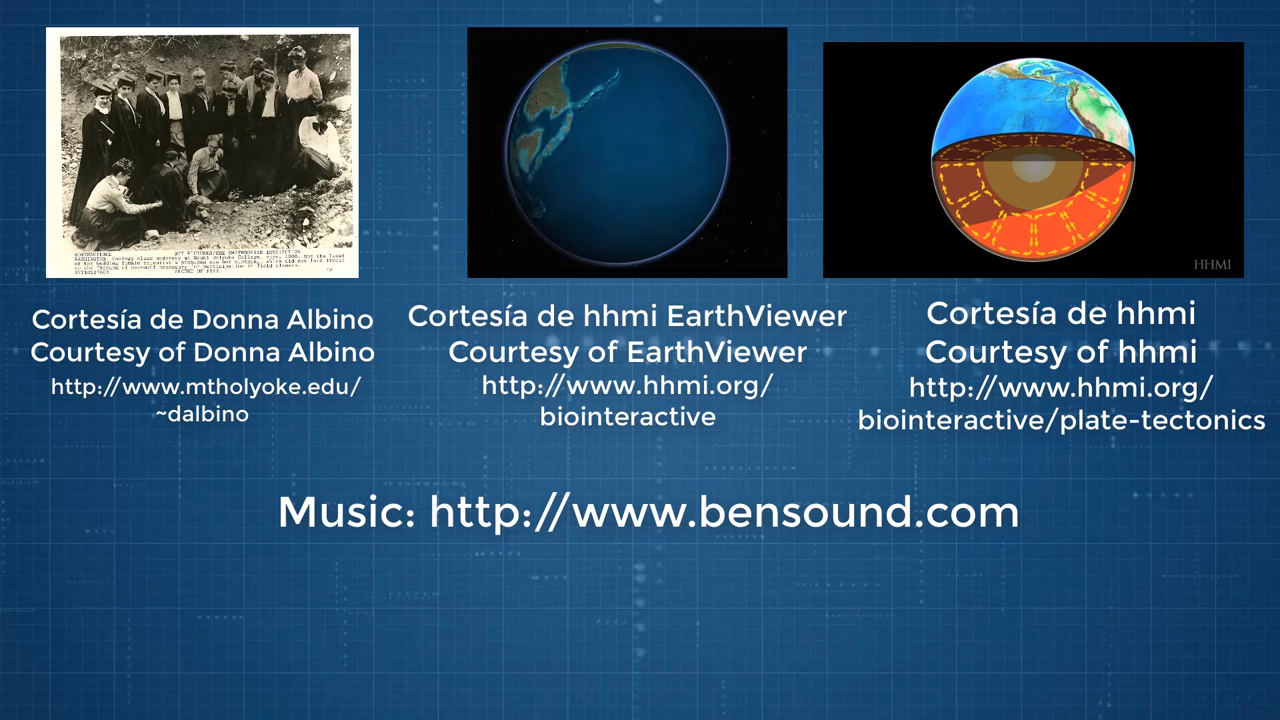 Cortesía de Donna Albino
Courtesy of Donna Albino
http://www.mtholyoke.edu/
~dalbino
Cortesía de hhmi EarthViewer
Courtesy of EarthViewer
http://www.hhmi.org/
biointeractive
HHMI
Cortesía de hhmi
Courtesy of hhmi
http://www.hhmi.org/
biointeractive/plate-tectonics
Music: http://www.bensound.com